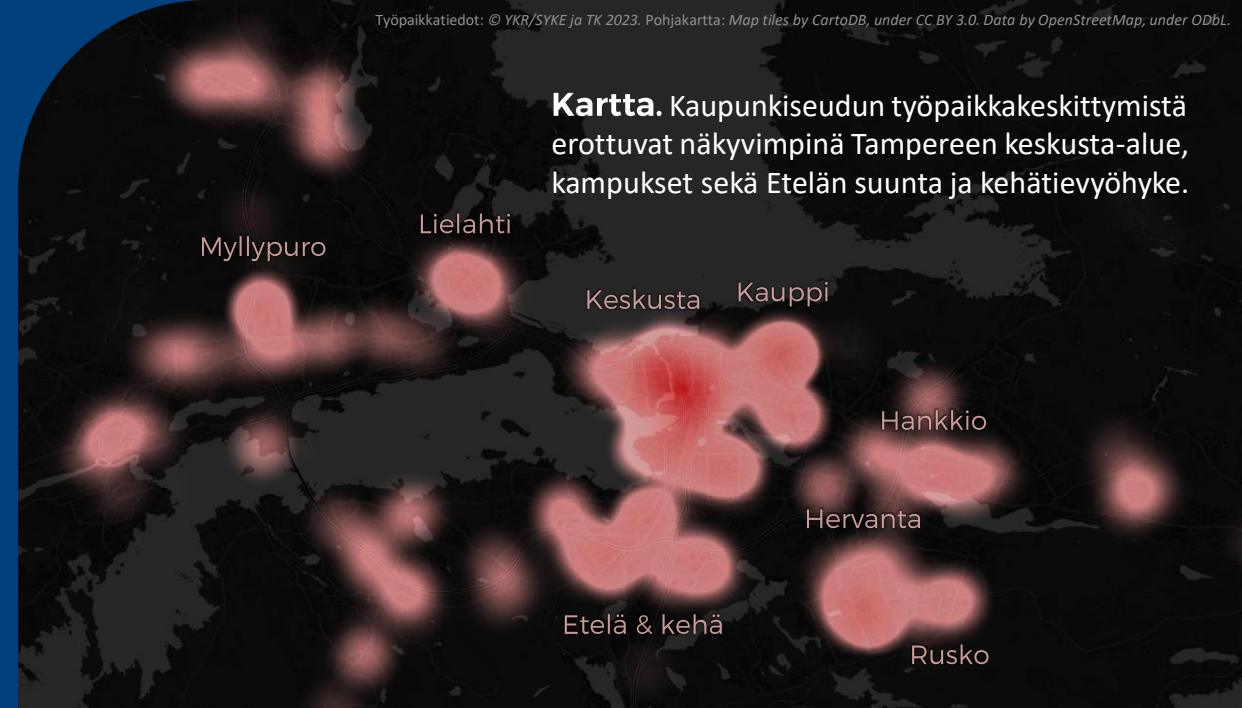 Työpaikkatiedot: © YKR/SYKE ja TK 2023. Pohjakartta: Map tiles by CartoDB, under CC BY 3.0. Data by OpenStreetMap, under ODbL.
Kartta. Kaupunkiseudun työpaikkakeskittymistä
erottuvat näkyvimpinä Tampereen keskusta-alue,
kampukset sekä Etelän suunta ja kehätievyöhyke.
Lielahti
Myllypuro
Keskusta
Kauppi
Hankkio
Hervanta
Etelä & kehä
Rusko